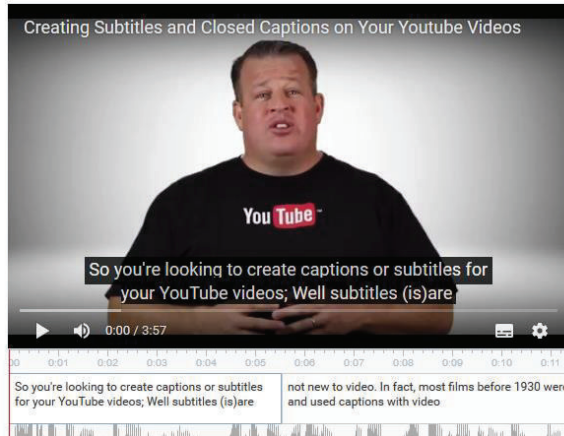 Creating Subtitles and Closed Captions on Your Youtube Videos
You Tube
So you're looking to create captions or subtitles for
your YouTube videos; Well subtitles (is)are
0:00 / 3:57
00 0:01 0:02 0:03 0:04 0:05 0:06 0:07 0:08 0:09 0:10 0:11
So you're looking to create captions or subtitles
for your YouTube videos; Well subtitles (is)are
not new to video. In fact, most films before 1930 were
and used captions with video